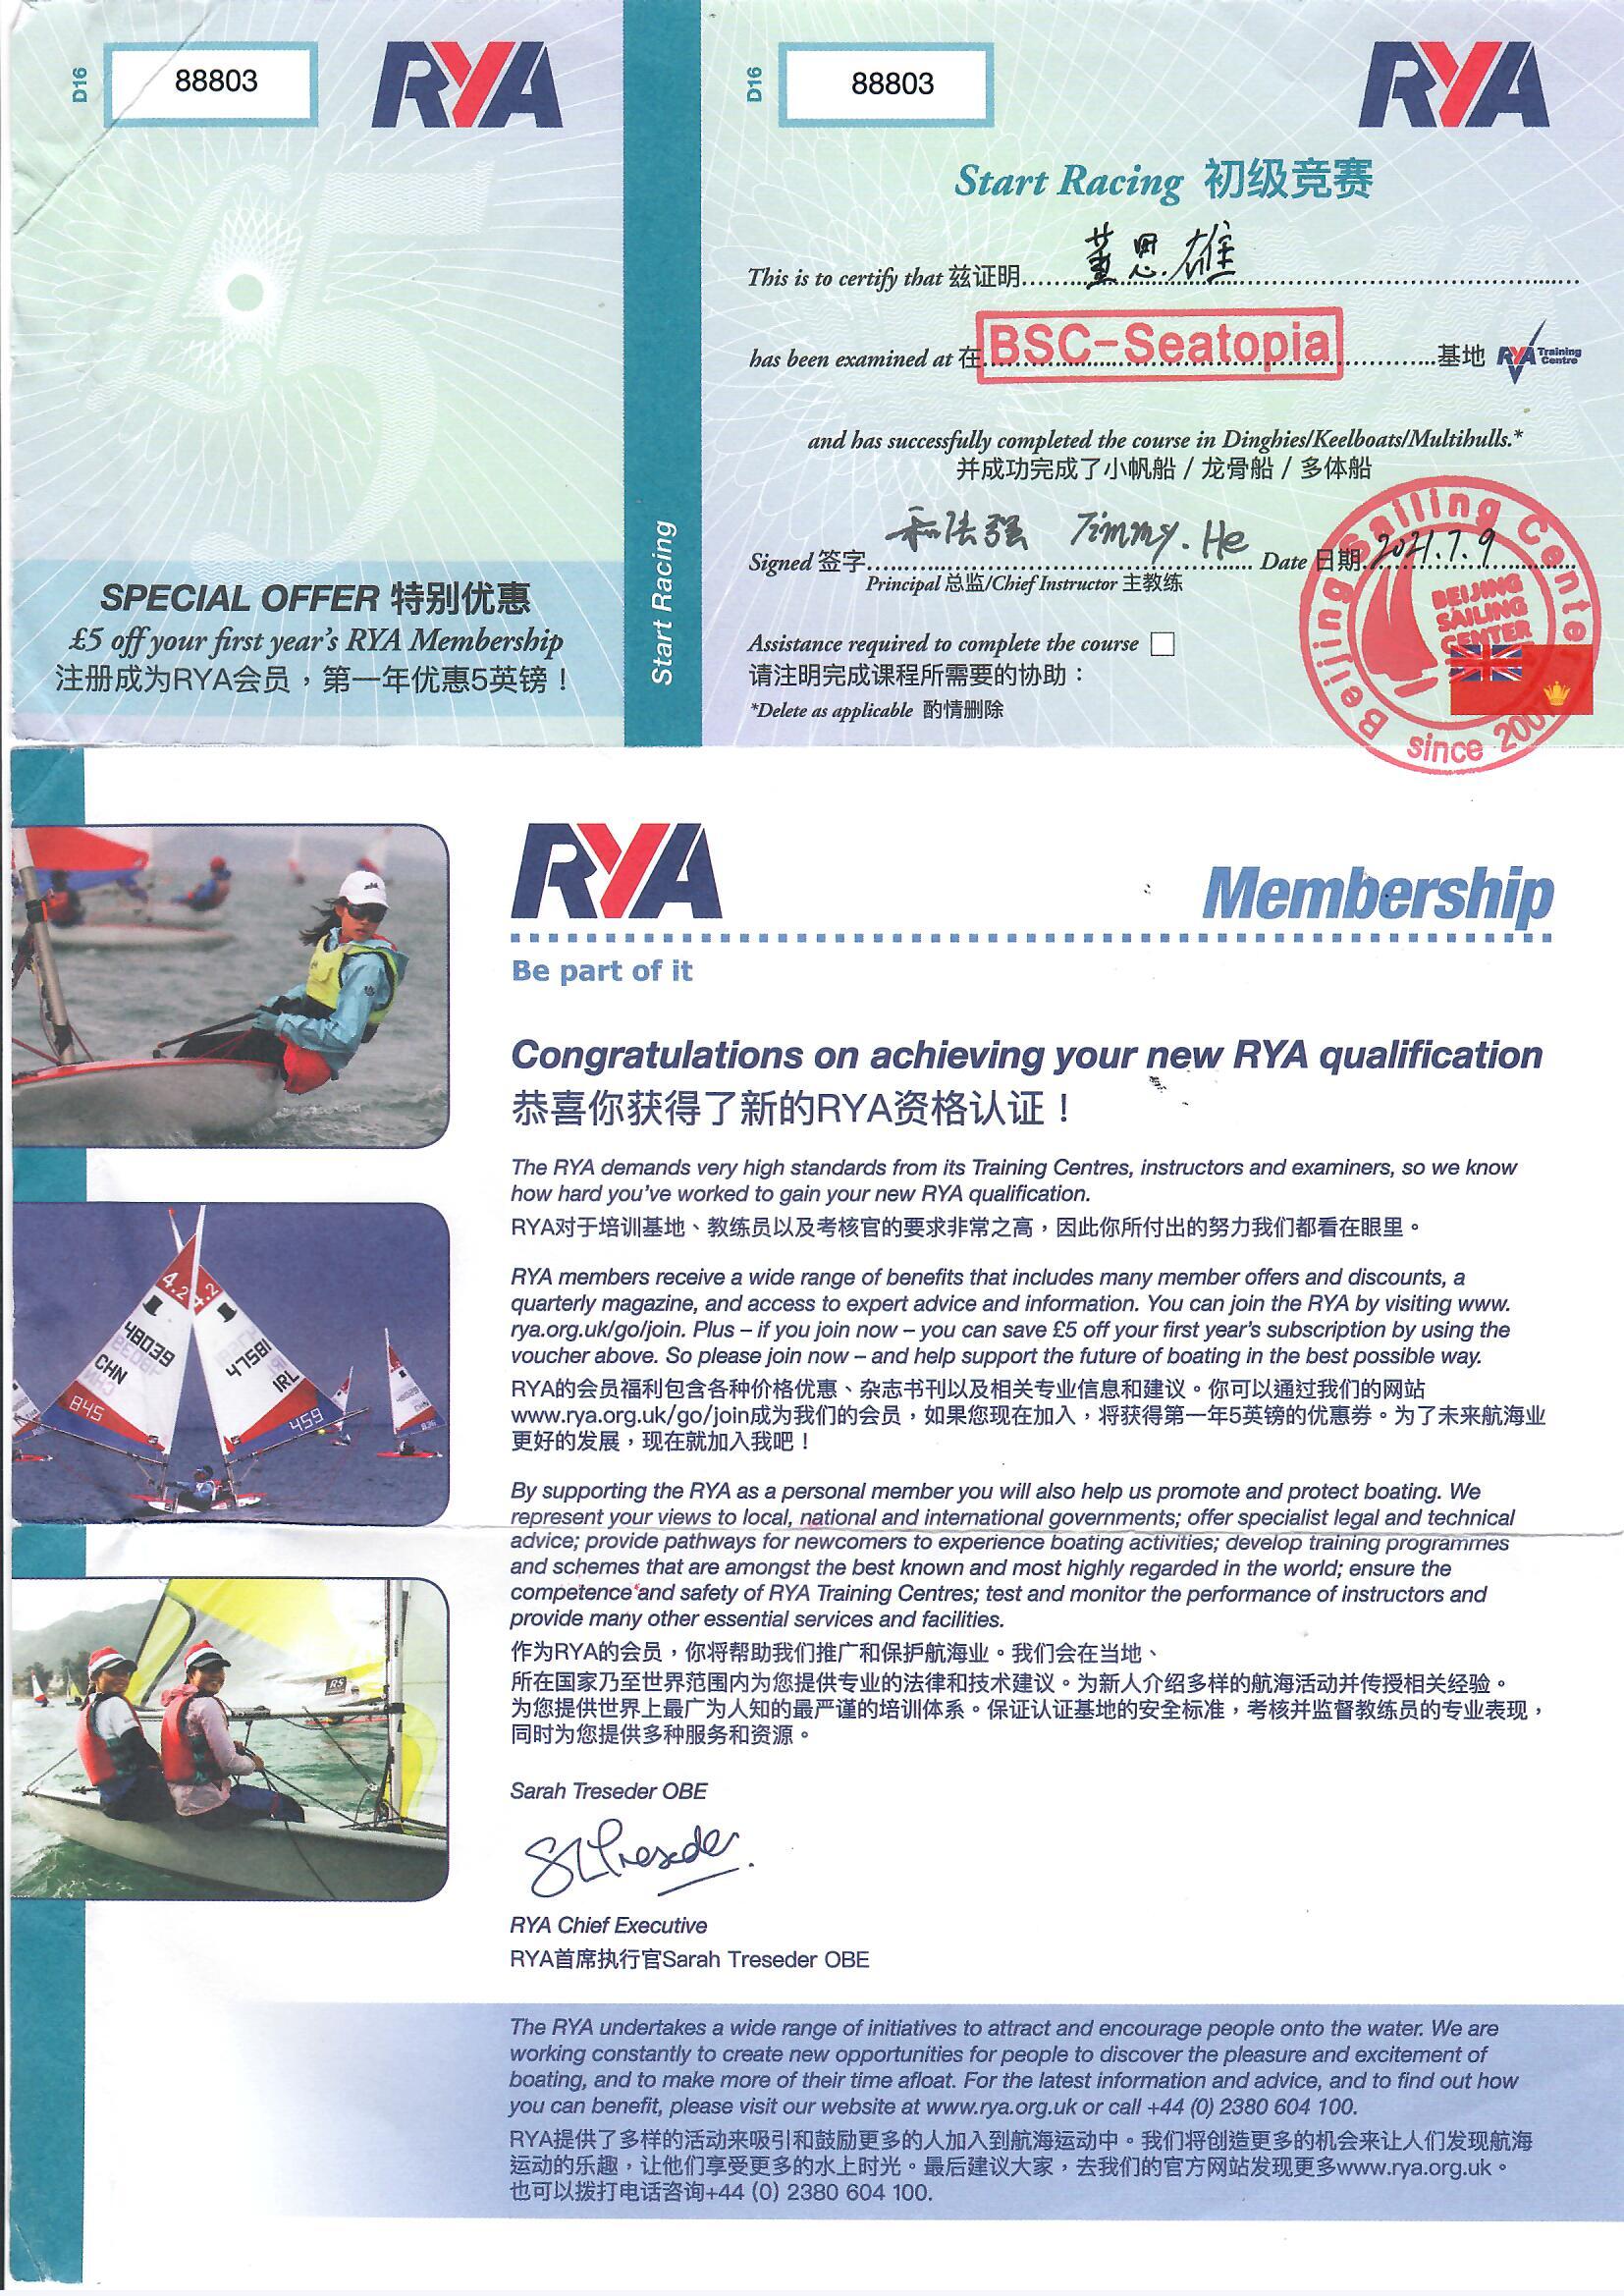 D16
88803
RYA
SPECIAL OFFER 特别优惠
£5 off your first year's RYA Membership
注册成为RYA会员，第一年优惠5英镑！
Start Racing
D16
88803
RYA
Start Racing 初级竞赛
This is to certify that 兹证明 董思雄
has been examined at 在 BSC-Seatopia 基地 RYA Training Centre
and has successfully completed the course in Dinghies/Keelboats/Multihulls.*
并成功完成了小帆船 / 龙骨船 / 多体船
Signed 签字 和法强 Timmy. He Date 日期 2021.7.9
Principal 总监/Chief Instructor 主教练
Assistance required to complete the course
请注明完成课程所需要的协助：
*Delete as applicable 酌情删除
Beijing Sailing Center
BEIJING
SAILING
CENTER
since
RYA
Membership
Be part of it
Congratulations on achieving your new RYA qualification
恭喜你获得了新的RYA资格认证！
The RYA demands very high standards from its Training Centres, instructors and examiners, so we know
how hard you've worked to gain your new RYA qualification.
RYA对于培训基地、教练员以及考核官的要求非常之高，因此你所付出的努力我们都看在眼里。
RYA members receive a wide range of benefits that includes many member offers and discounts, a
quarterly magazine, and access to expert advice and information. You can join the RYA by visiting www.
rya.org.uk/go/join. Plus – if you join now – you can save £5 off your first year's subscription by using the
voucher above. So please join now – and help support the future of boating in the best possible way.
RYA的会员福利包含各种价格优惠、杂志书刊以及相关专业信息和建议。你可以通过我们的网站
www.rya.org.uk/go/join成为我们的会员，如果您现在加入，将获得第一年5英镑的优惠券。为了未来航海业
更好的发展，现在就加入我吧！
By supporting the RYA as a personal member you will also help us promote and protect boating. We
represent your views to local, national and international governments; offer specialist legal and technical
advice; provide pathways for newcomers to experience boating activities; develop training programmes
and schemes that are amongst the best known and most highly regarded in the world; ensure the
competence and safety of RYA Training Centres; test and monitor the performance of instructors and
provide many other essential services and facilities.
作为RYA的会员，你将帮助我们推广和保护航海业。我们会在当地、
所在国家乃至世界范围内为您提供专业的法律和技术建议。为新人介绍多样的航海活动并传授相关经验。
为您提供世界上最广为人知的最严谨的培训体系。保证认证基地的安全标准，考核并监督教练员的专业表现，
同时为您提供多种服务和资源。
Sarah Treseder OBE
SLTreseder
RYA Chief Executive
RYA首席执行官Sarah Treseder OBE
The RYA undertakes a wide range of initiatives to attract and encourage people onto the water. We are
working constantly to create new opportunities for people to discover the pleasure and excitement of
boating, and to make more of their time afloat. For the latest information and advice, and to find out how
you can benefit, please visit our website at www.rya.org.uk or call +44 (0) 2380 604 100.
RYA提供了多样的活动来吸引和鼓励更多的人加入到航海运动中。我们将创造更多的机会来让人们发现航海
运动的乐趣，让他们享受更多的水上时光。最后建议大家，去我们的官方网站发现更多www.rya.org.uk。
也可以拨打电话咨询+44 (0) 2380 604 100.
4.2
48039
CHN
845
4.2
47581
IRL
459
RS